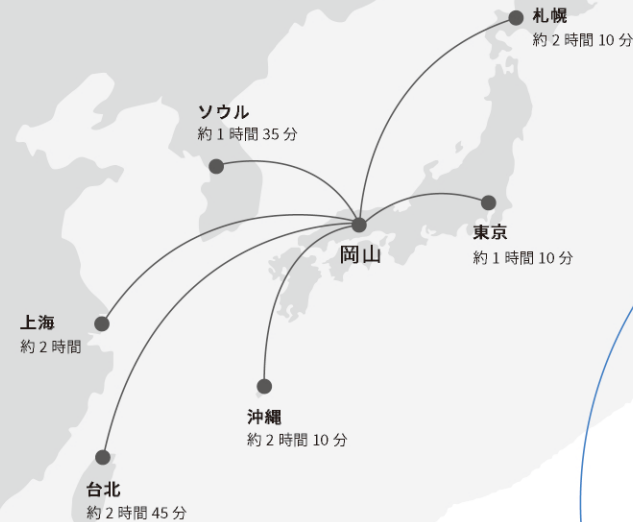 札幌
約 2 時間 10 分
ソウル
約 1 時間 35 分
東京
約 1 時間 10 分
岡山
上海
約 2 時間
沖縄
約 2 時間 10 分
台北
約 2 時間 45 分